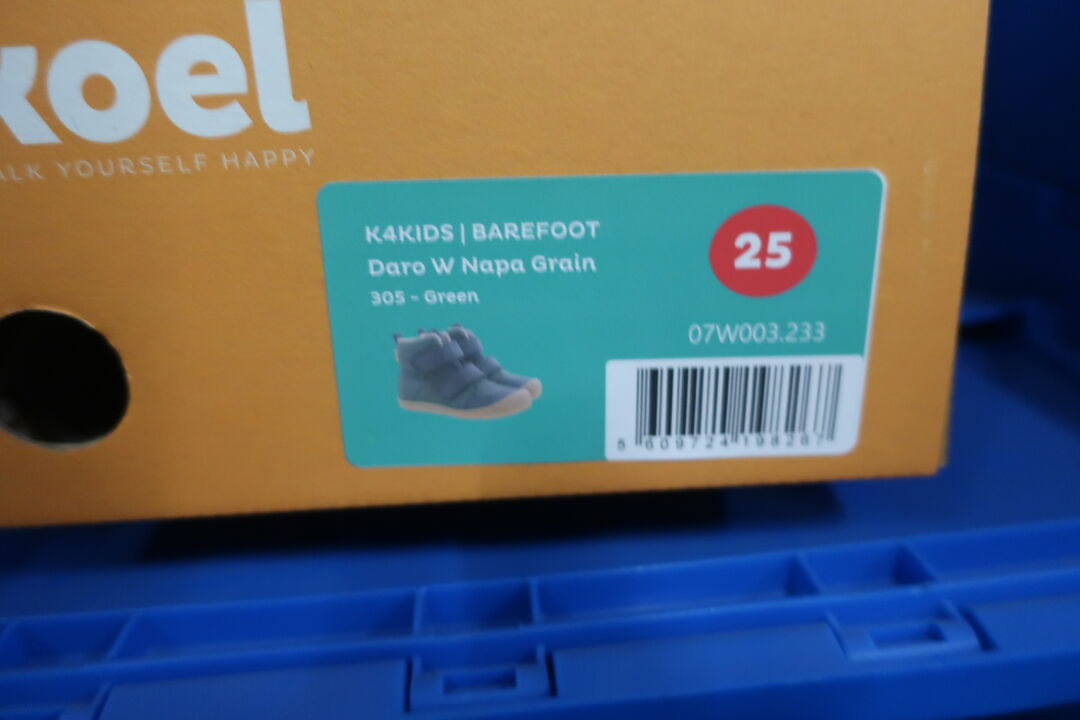 koel
ALK YOURSELF HAPPY
K4KIDS | BAREFOOT
Daro W Napa Grain
305 - Green
25
07W003.233
5 609724 198287